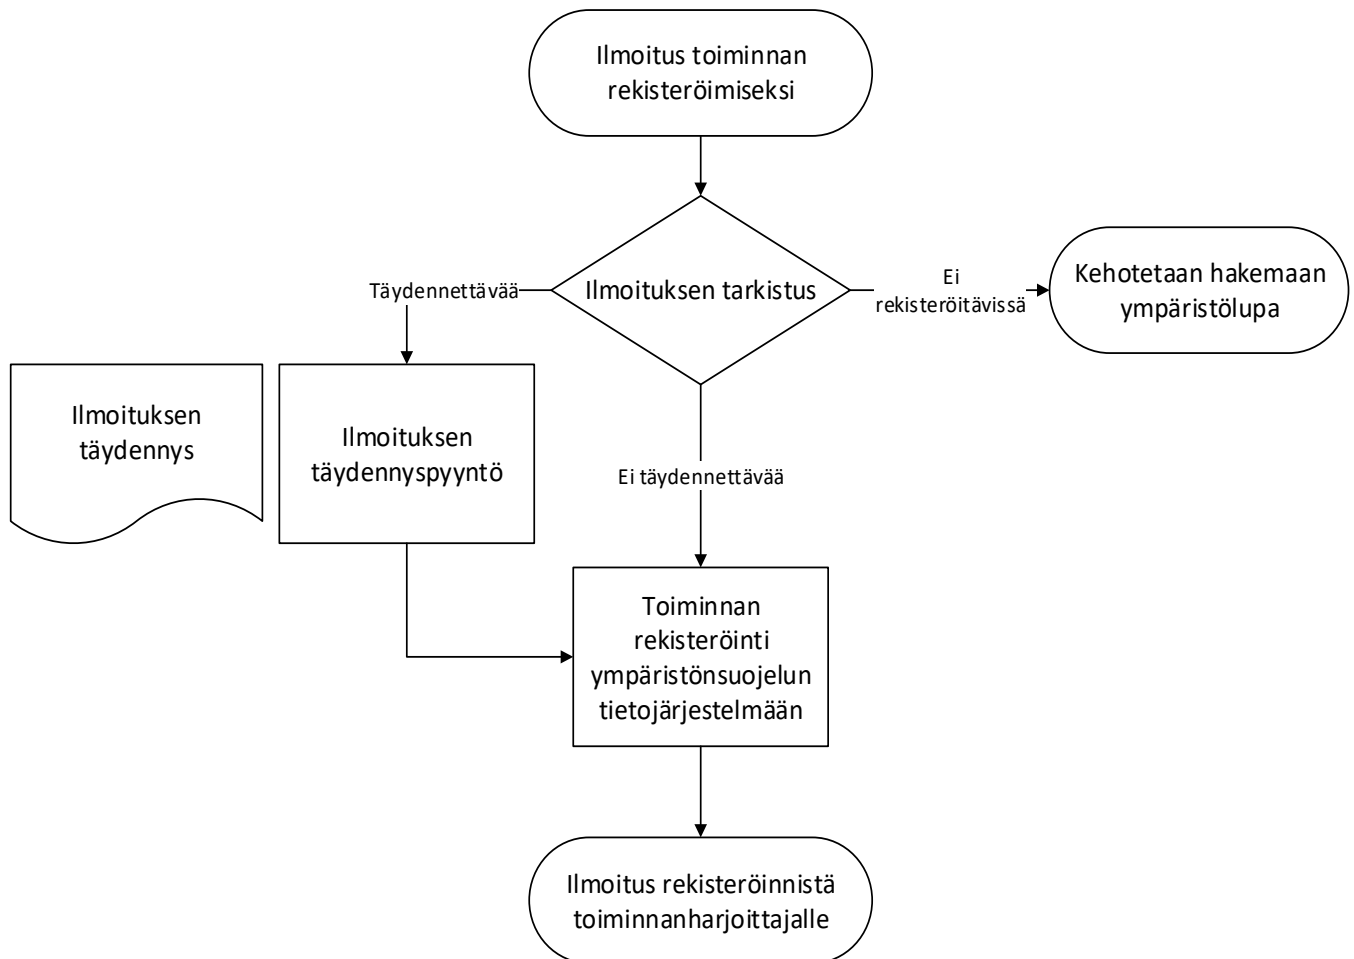 Ilmoitus toiminnan
rekisteröimiseksi
Ilmoituksen tarkistus
Täydennettävää
Ei
rekisteröitävissä
Kehotetaan hakemaan
ympäristölupa
Ilmoituksen
täydennys
Ilmoituksen
täydennyspyyntö
Ei täydennettävää
Toiminnan
rekisteröinti
ympäristönsuojelun
tietojärjestelmään
Ilmoitus rekisteröinnistä
toiminnanharjoittajalle